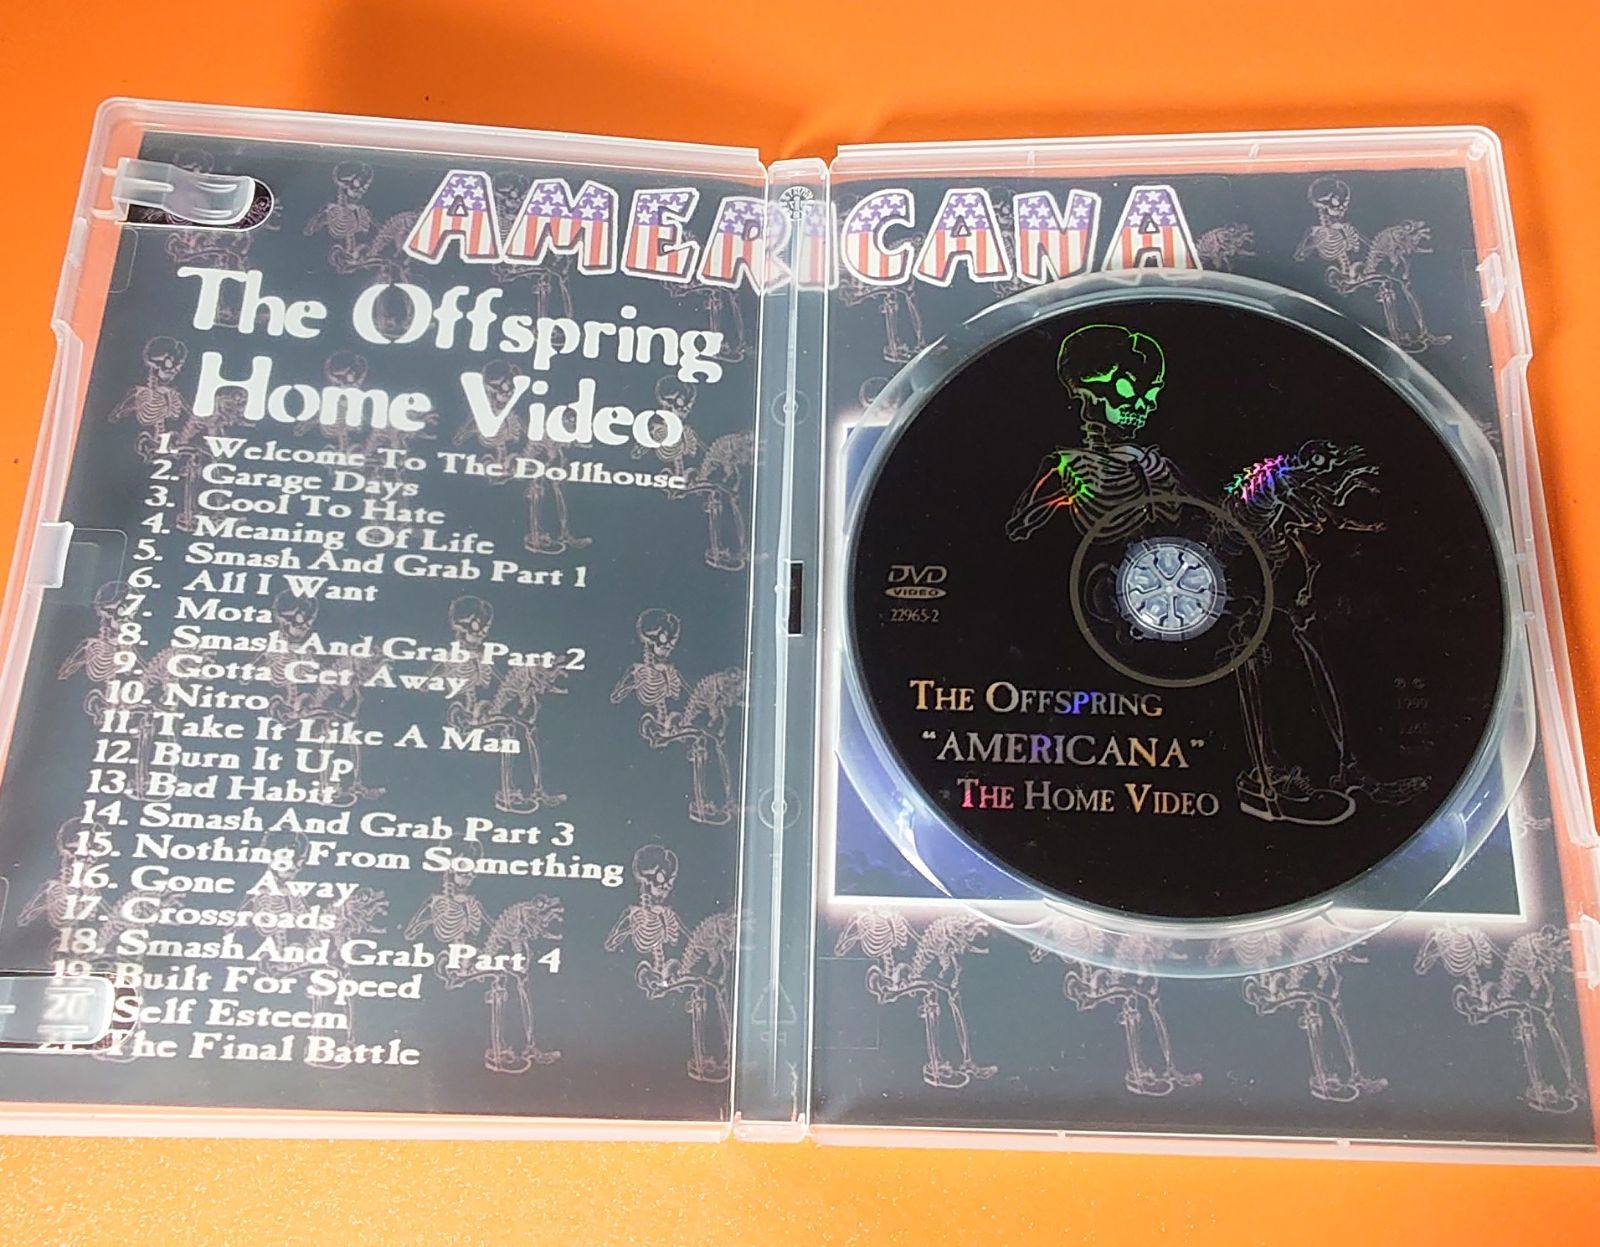 AMERICANA
The Offspring
Home Video
1. Welcome To The Dollhouse
2. Garage Days
3. Cool To Hate
4. Meaning Of Life
5. Smash And Grab Part 1
6. All I Want
7. Mota
8. Smash And Grab Part 2
9. Gotta Get Away
10. Nitro
11. Take It Like A Man
12. Burn It Up
13. Bad Habit
14. Smash And Grab Part 3
15. Nothing From Something
16. Gone Away
17. Crossroads
18. Smash And Grab Part 4
19. Built For Speed
20 Self Esteem
21. The Final Battle
DVD
VIDEO
22965-2
THE OFFSPRING
"AMERICANA"
THE HOME VIDEO
℗ ©
1999